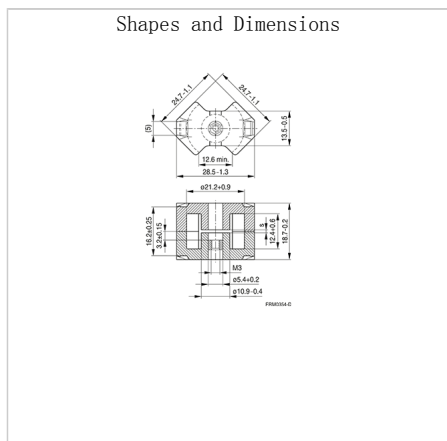 Shapes and Dimensions
24.7-1.1
24.7-1.1
(5)
13.5-0.5
12.6 min.
28.5-1.3
ø21.2+0.9
16.2±0.25
3.2±0.15
s
12.4+0.6
18.7-0.2
M3
ø5.4+0.2
ø10.9-0.4